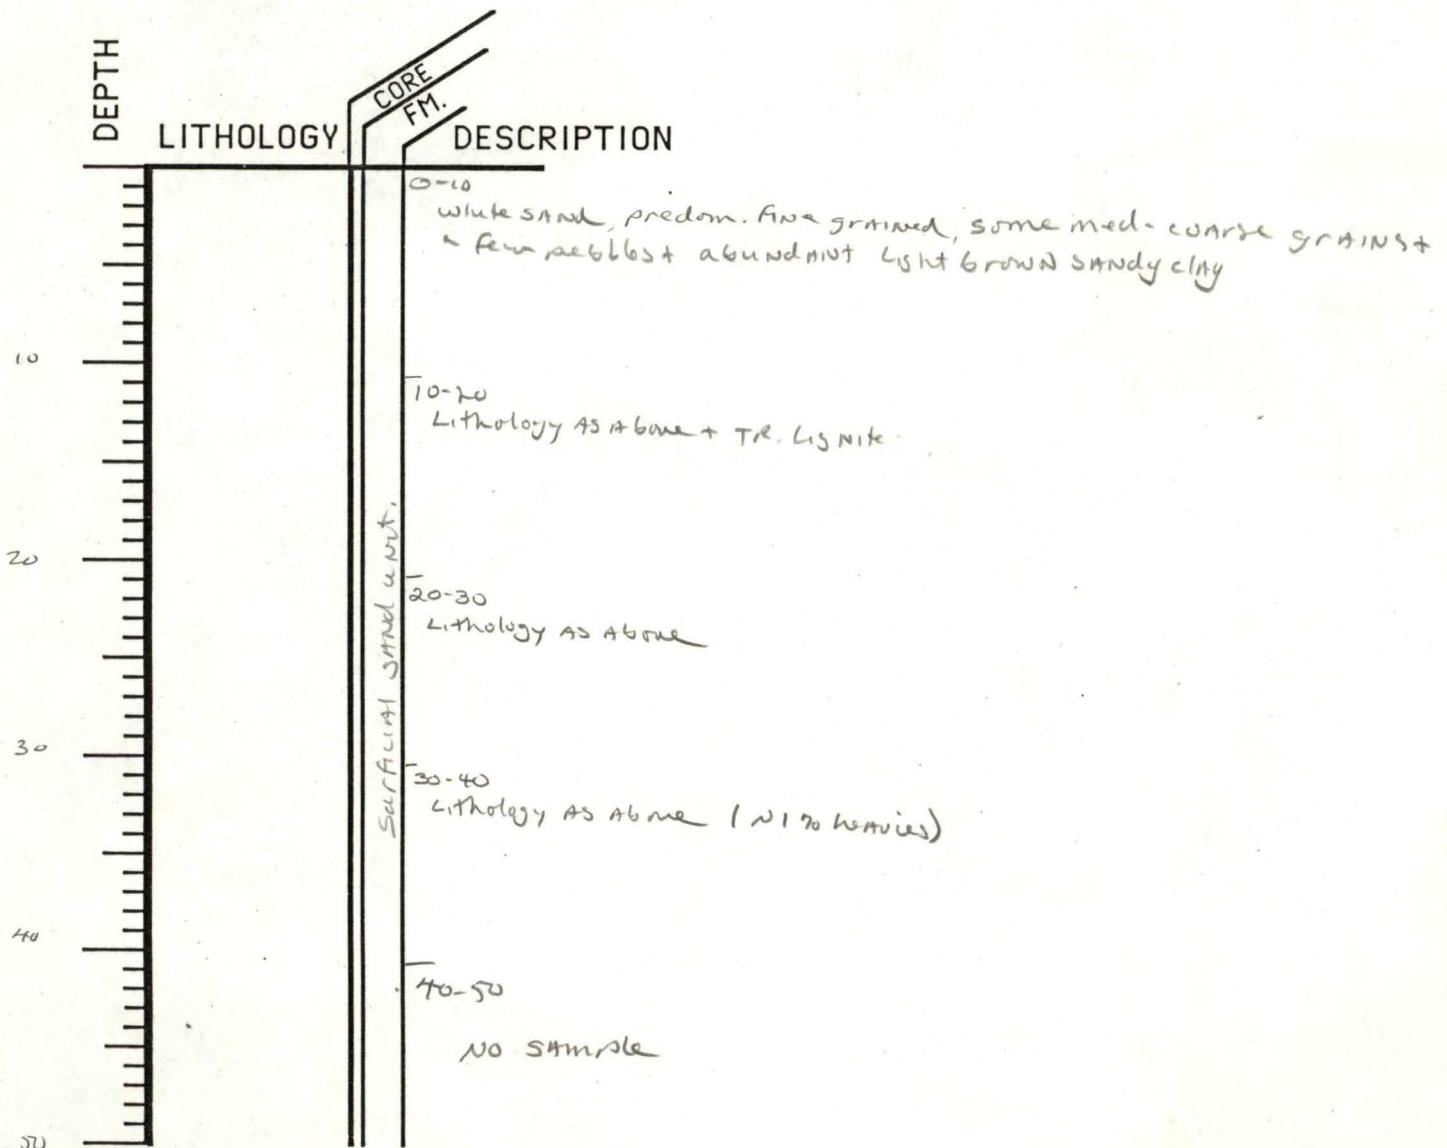 DEPTH
LITHOLOGY
CORE
FM.
DESCRIPTION
0-10
white SAND, predom. fine grained, some med-coarse grains +
a few pebbles + abundant light brown sandy clay
10
10-20
Lithology As Above + TR. Lignite
20
20-30
Lithology As Above
Surficial SAND unit.
30
30-40
Lithology As Above (~1% heavies)
40
40-50
NO SAMple
50